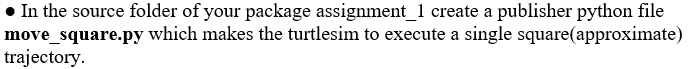 ● In the source folder of your package assignment_1 create a publisher python file
move_square.py which makes the turtlesim to execute a single square(approximate)
trajectory.